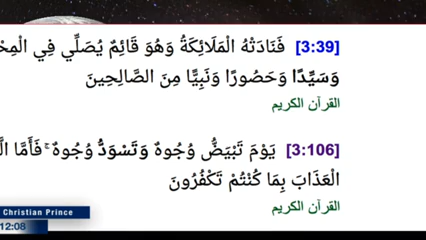 [3:39] فَنَادَتْهُ الْمَلَائِكَةُ وَهُوَ قَائِمٌ يُصَلِّي فِي
وَسَيِّدًا وَحَصُورًا وَنَبِيًّا مِنَ الصَّالِحِينَ
القرآن الكريم
[3:106] يَوْمَ تَبْيَضُّ وُجُوهٌ وَتَسْوَدُّ وُجُوهٌ ۚ فَأَمَّا
الْعَذَابَ بِمَا كُنْتُمْ تَكْفُرُونَ
القرآن الكريم
Christian Prince
12:08